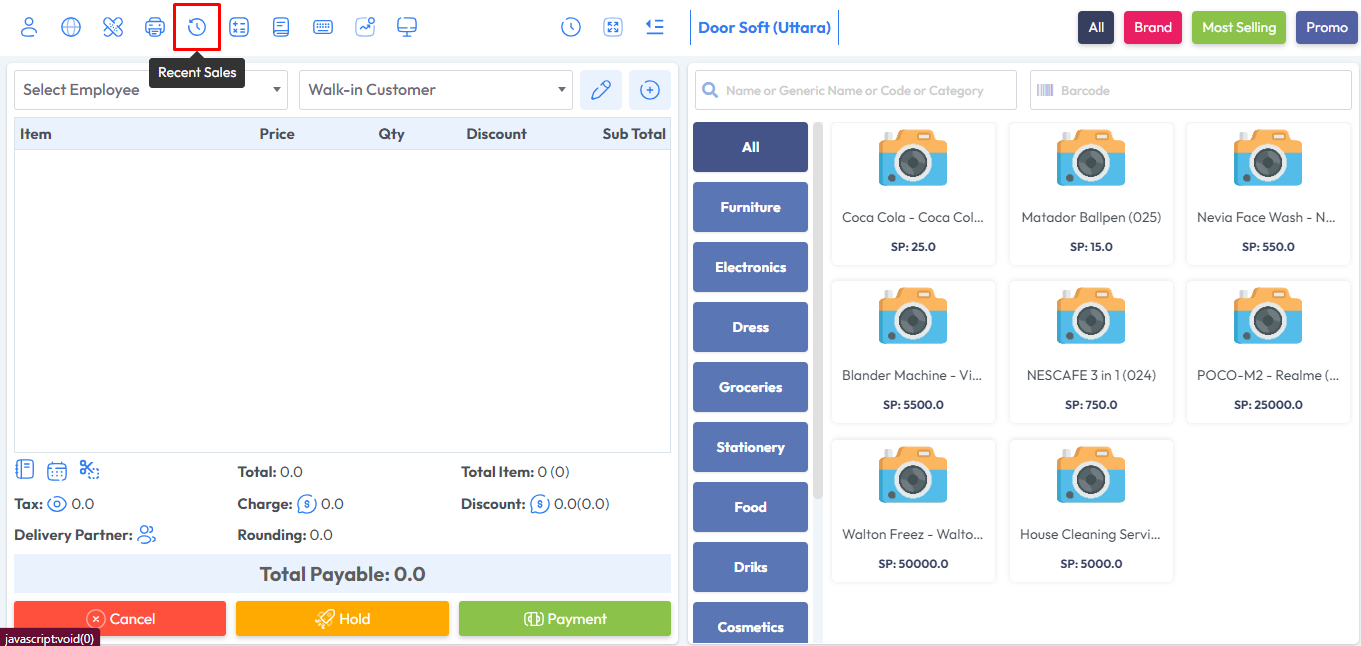 Door Soft (Uttara)
All
Brand
Most Selling
Promo
Recent Sales
Select Employee
Walk-in Customer
Name or Generic Name or Code or Category
Barcode
Item Price Qty Discount Sub Total
All
Furniture
Electronics
Dress
Groceries
Stationery
Food
Driks
Cosmetics
Coca Cola - Coca Col...
SP: 25.0
Matador Ballpen (025)
SP: 15.0
Nevia Face Wash - N...
SP: 550.0
Blander Machine - Vi...
SP: 5500.0
NESCAFE 3 in 1 (024)
SP: 750.0
POCO-M2 - Realme (...
SP: 25000.0
Walton Freez - Walto...
SP: 50000.0
House Cleaning Servi...
SP: 5000.0
Total: 0.0
Total Item: 0 (0)
Tax: 0.0
Charge: $ 0.0
Discount: $ 0.0(0.0)
Delivery Partner:
Rounding: 0.0
Total Payable: 0.0
Cancel
Hold
Payment
javascript:void(0)